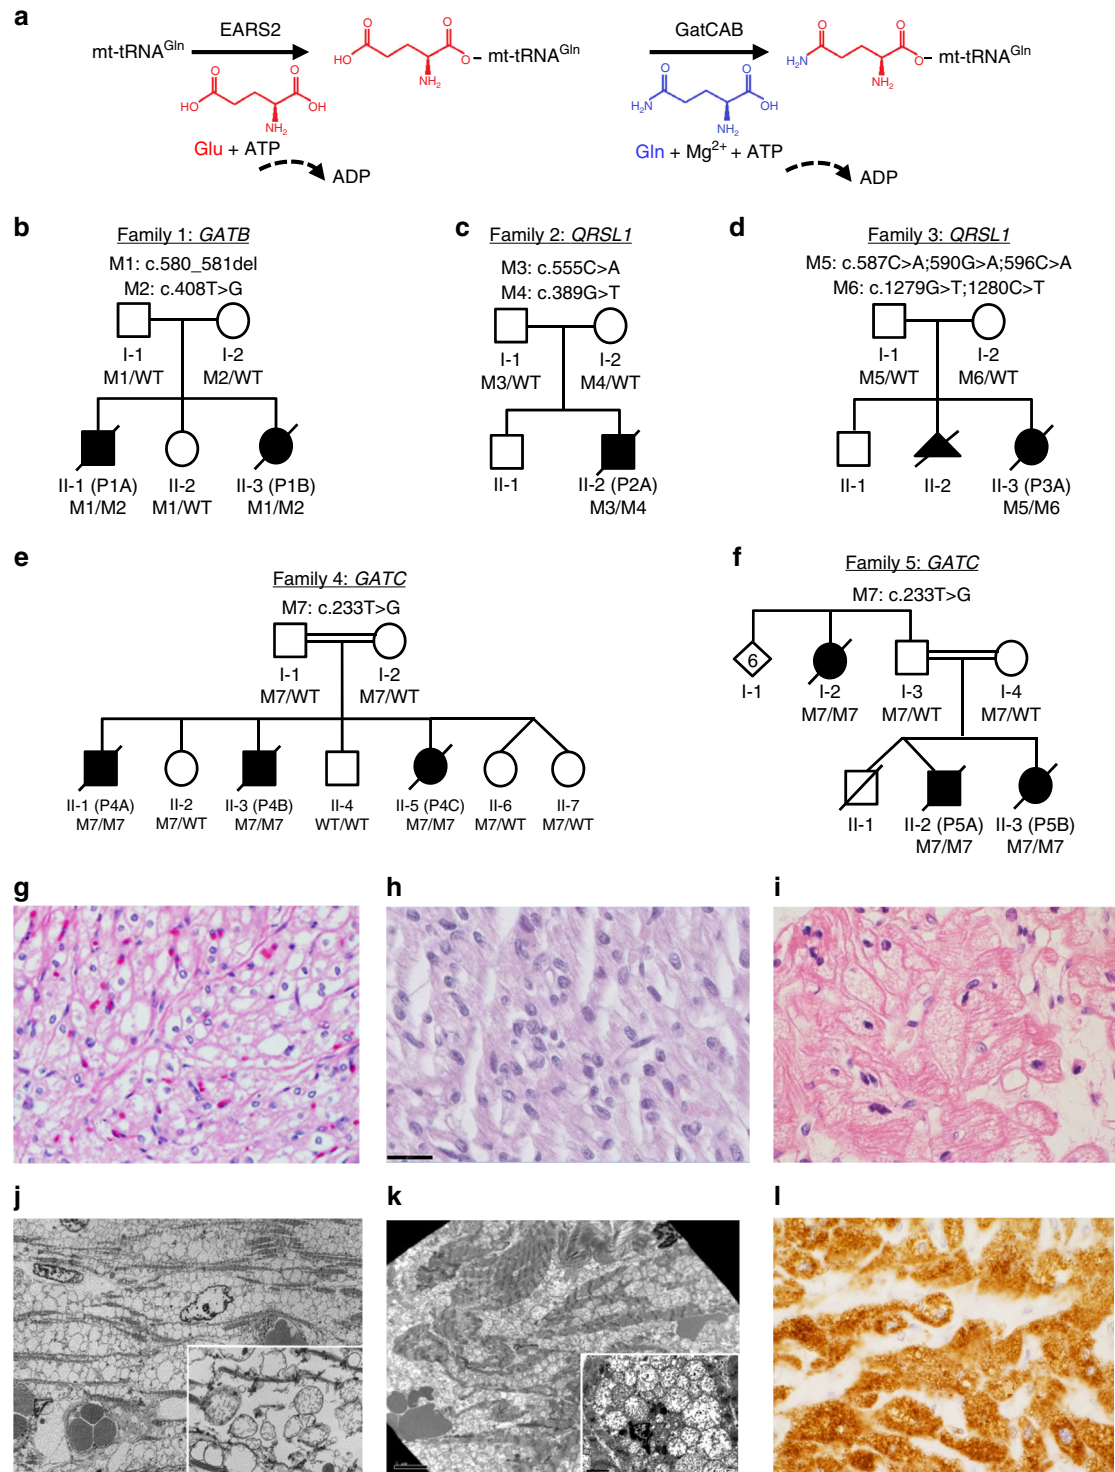 a
mt-tRNA^Gln EARS2 mt-tRNA^Gln GatCAB mt-tRNA^Gln
O HO O O NH2
O HO O OH NH2
O H2N O OH NH2
O H2N O O NH2
Glu + ATP
ADP
Gln + Mg2+ + ATP
ADP
b
Family 1: GATB
M1: c.580_581del
M2: c.408T>G
I-1 I-2
M1/WT M2/WT
II-1 (P1A) II-2 II-3 (P1B)
M1/M2 M1/WT M1/M2
c
Family 2: QRSL1
M3: c.555C>A
M4: c.389G>T
I-1 I-2
M3/WT M4/WT
II-1 II-2 (P2A)
M3/M4
d
Family 3: QRSL1
M5: c.587C>A;590G>A;596C>A
M6: c.1279G>T;1280C>T
I-1 I-2
M5/WT M6/WT
II-1 II-2 II-3 (P3A)
M5/M6
e
Family 4: GATC
M7: c.233T>G
I-1 I-2
M7/WT M7/WT
II-1 (P4A) II-2 II-3 (P4B) II-4 II-5 (P4C) II-6 II-7
M7/M7 M7/WT M7/M7 WT/WT M7/M7 M7/WT M7/WT
f
Family 5: GATC
M7: c.233T>G
6
I-1 I-2 I-3 I-4
M7/M7 M7/WT M7/WT
II-1 II-2 (P5A) II-3 (P5B)
M7/M7 M7/M7
g
h
i
j
k
l